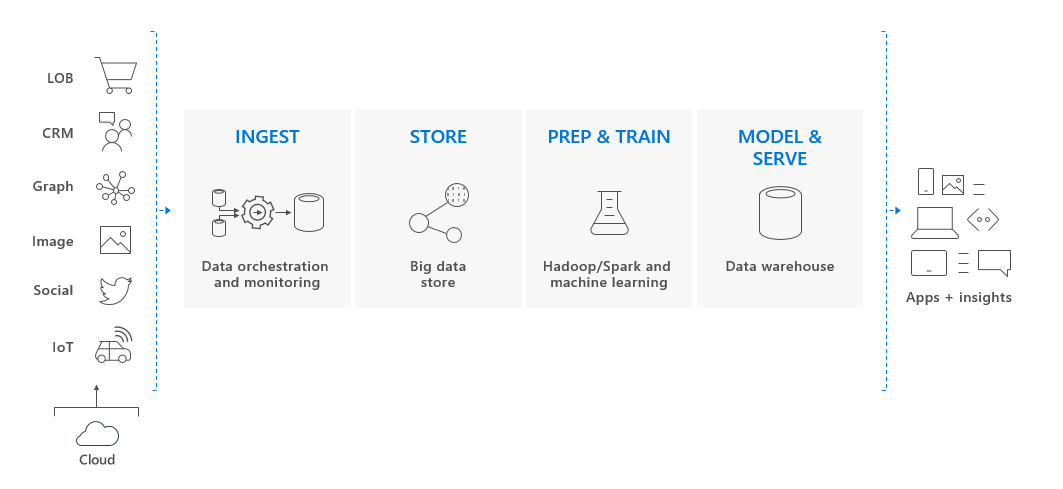 LOB
CRM
Graph
Image
Social
IoT
Cloud
INGEST
Data orchestration
and monitoring
STORE
Big data
store
PREP & TRAIN
Hadoop/Spark and
machine learning
MODEL &
SERVE
Data warehouse
Apps + insights